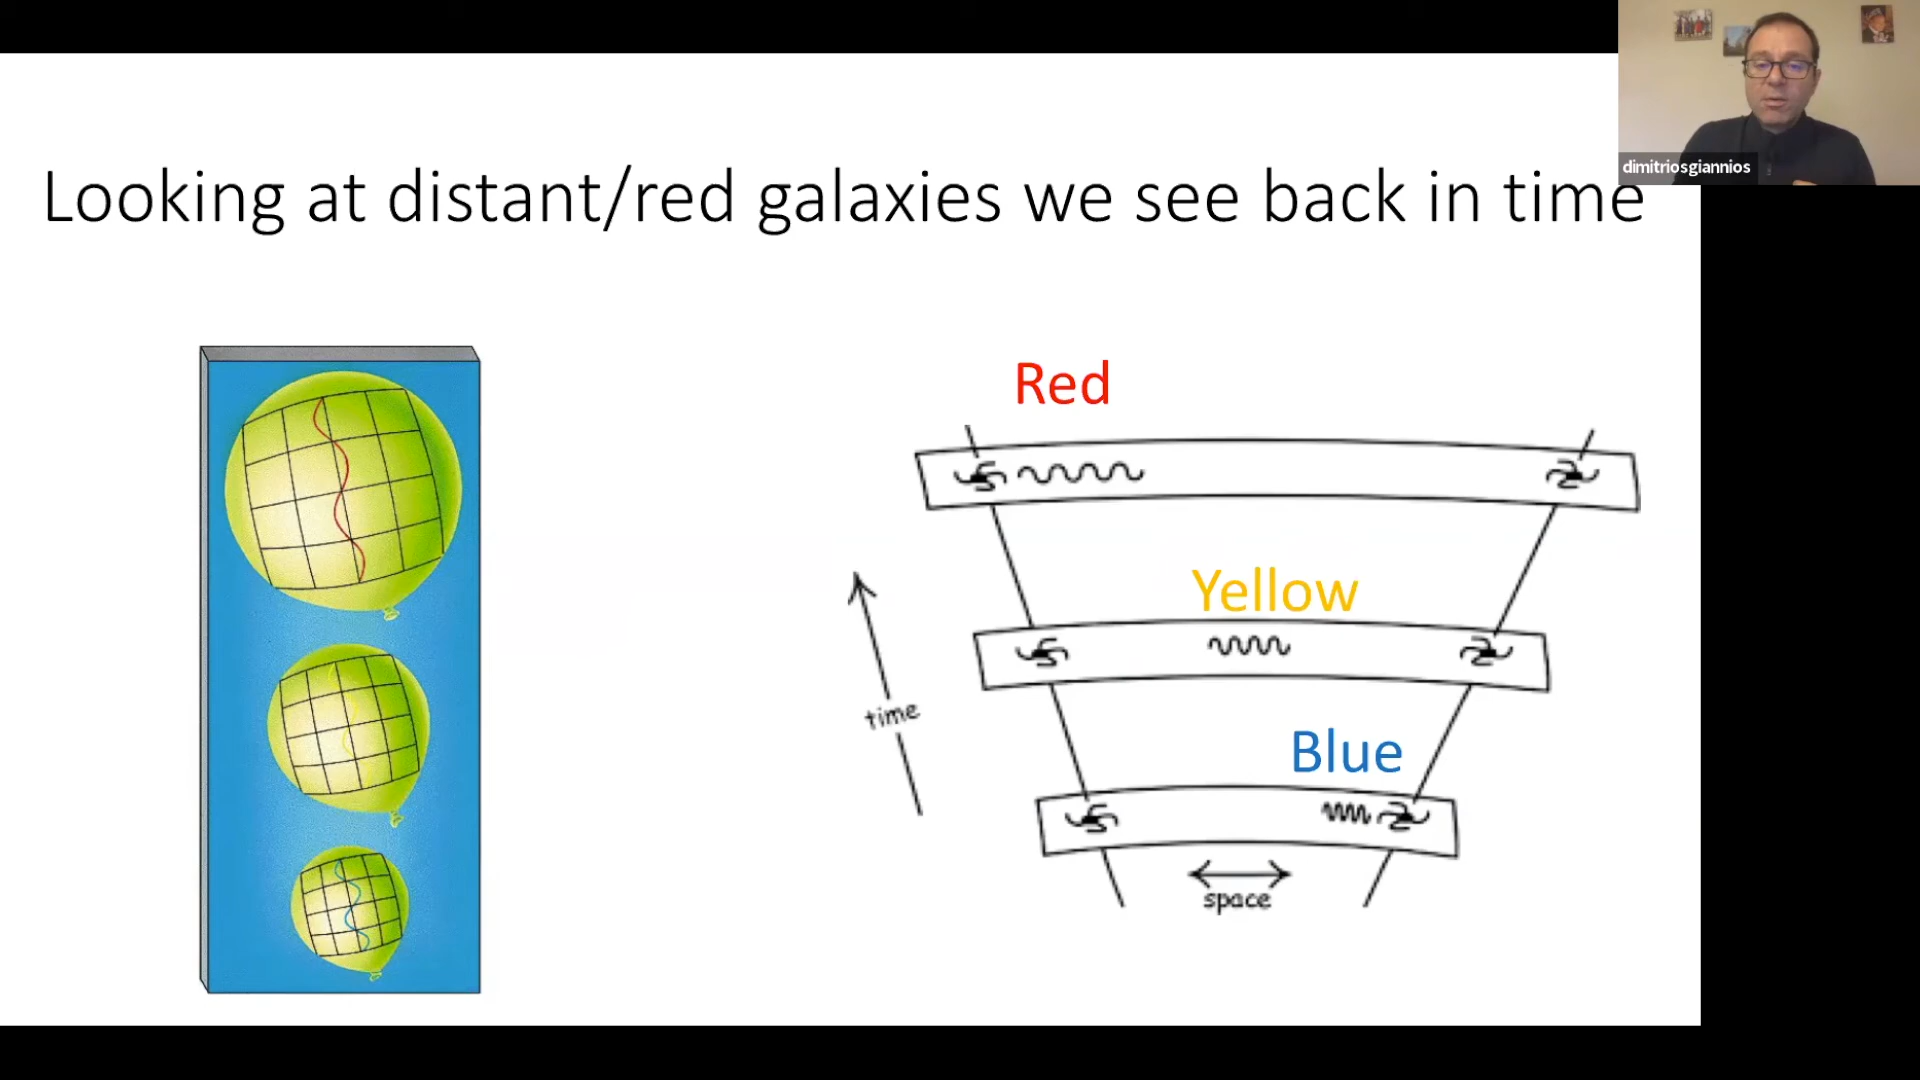 dimitriosgiannios
Looking at distant/red galaxies we see back in time
Red
Yellow
time
Blue
space